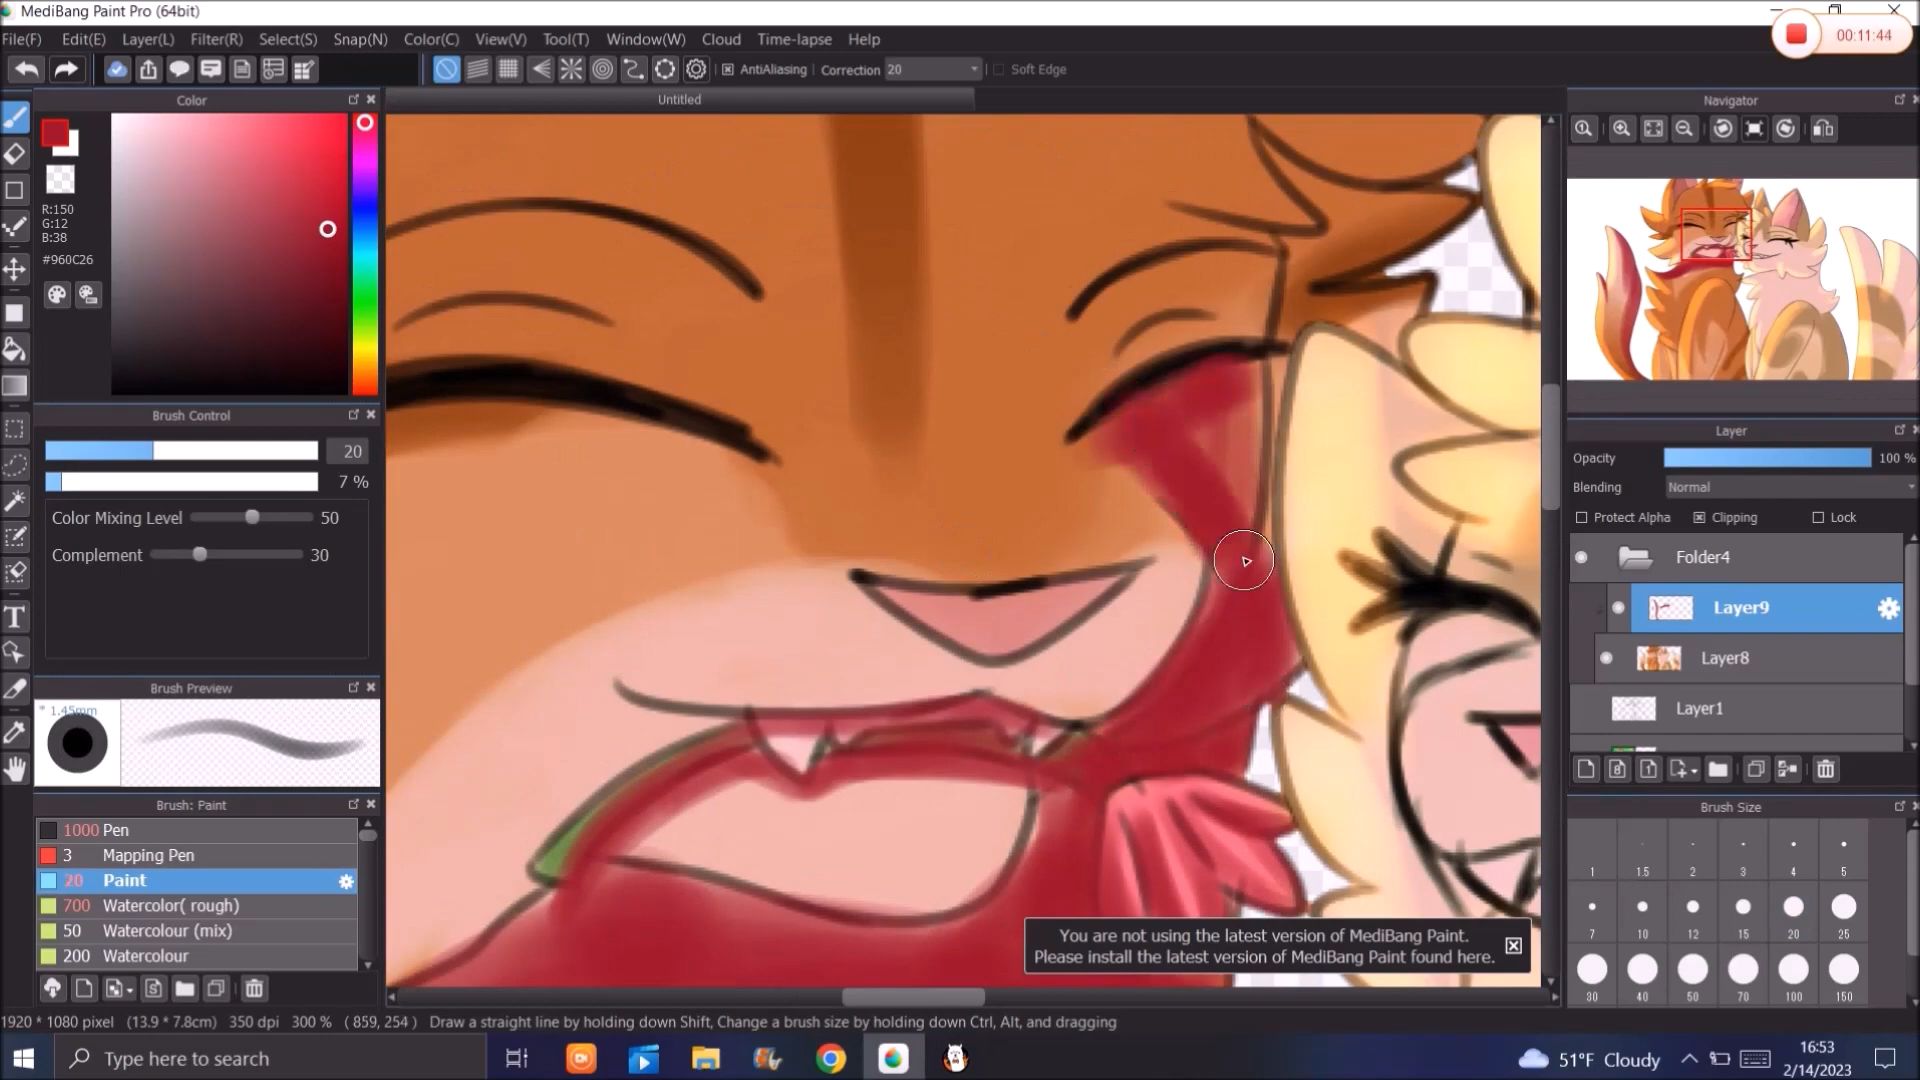 MediBang Paint Pro (64bit)
00:11:44
File(F) Edit(E) Layer(L) Filter(R) Select(S) Snap(N) Color(C) View(V) Tool(T) Window(W) Cloud Time-lapse Help
AntiAliasing Correction 20 Soft Edge
Color
Untitled
Navigator
R:150
G:12
B:38
#960C26
Brush Control
20
7 %
Color Mixing Level 50
Complement 30
Layer
Opacity 100 %
Blending Normal
Protect Alpha Clipping Lock
Folder4
Layer9
Layer8
Layer1
8 1
Brush Preview
* 1.45mm
Brush: Paint
1000 Pen
3 Mapping Pen
20 Paint
700 Watercolor( rough)
50 Watercolour (mix)
200 Watercolour
S
T
Brush Size
1 1.5 2 3 4 5
7 10 12 15 20 25
30 40 50 70 100 150
You are not using the latest version of MediBang Paint.
Please install the latest version of MediBang Paint found here.
1920 * 1080 pixel (13.9 * 7.8cm) 350 dpi 300 % ( 859, 254 ) Draw a straight line by holding down Shift, Change a brush size by holding down Ctrl, Alt, and dragging
Type here to search
51°F Cloudy
16:53
2/14/2023